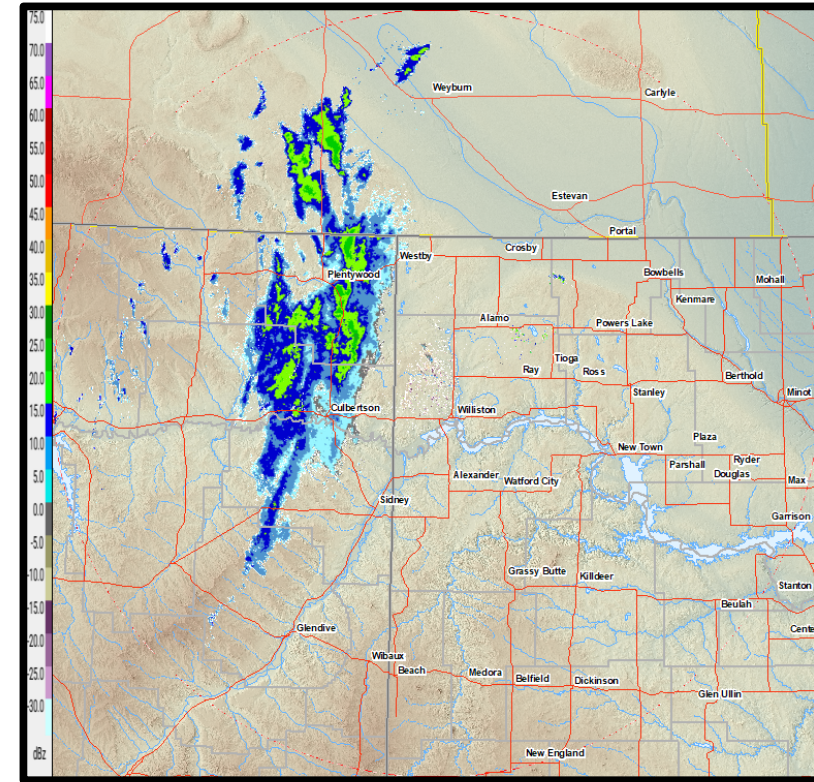 75.0
70.0
65.0
60.0
55.0
50.0
45.0
40.0
35.0
30.0
25.0
20.0
15.0
10.0
5.0
0.0
-5.0
-10.0
-15.0
-20.0
-25.0
-30.0
dBz
Weyburn
Carlyle
Estevan
Portal
Crosby
Westby
Plentywood
Bowbells
Mohall
Kenmare
Alamo
Powers Lake
Tioga
Ray
Ross
Berthold
Stanley
Minot
Culbertson
Williston
Plaza
New Town
Ryder
Parshall
Douglas
Alexander
Watford City
Max
Sidney
Garrison
Grassy Butte
Killdeer
Stanton
Beulah
Glendive
Cente
Wibaux
Beach
Medora
Belfield
Dickinson
Glen Ullin
New England